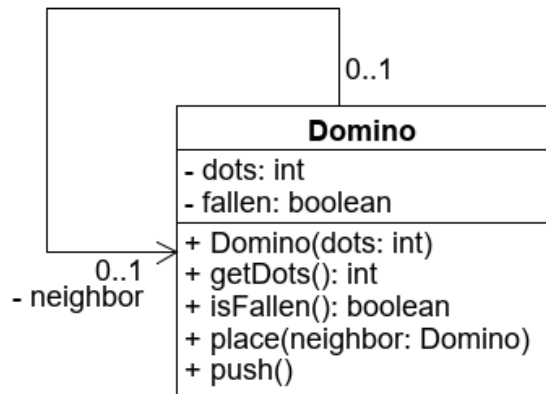 0..1
Domino
- dots: int
- fallen: boolean
+ Domino(dots: int)
0..1
- neighbor
+ getDots(): int
+ isFallen(): boolean
+ place(neighbor: Domino)
+ push()